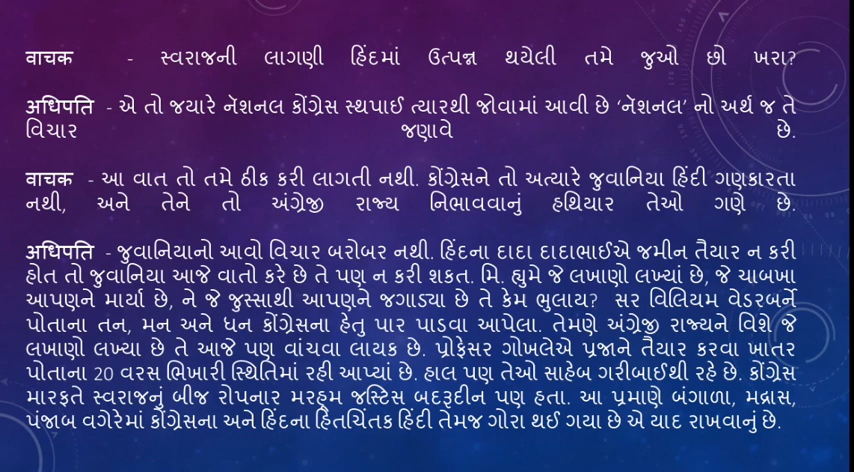 वाचक - સ્વરાજની લાગણી હિંદમાં ઉત્પન્ન થયેલી તમે જુઓ છો ખરા?
અધિપતિ - એ તો જયારે નૅશનલ કોંગ્રેસ સ્થપાઈ ત્યારથી જોવામાં આવી છે ‘નૅશનલ’ નો અર્થ જ તે
વિચાર જણાવે છે.
वाचक - આ વાત તો તમે ઠીક કરી લાગતી નથી. કોંગ્રેસને તો અત્યારે જુવાનિયા હિંદી ગણકારતા
નથી, અને તેને તો અંગ્રેજી રાજ્ય નિભાવવાનું હથિયાર તેઓ ગણે છે.
અધિપતિ - જુવાનિયાનો આવો વિચાર બરોબર નથી. હિંદના દાદા દાદાભાઈએ જમીન તૈયાર ન કરી
હોત તો જુવાનિયા આજે વાતો કરે છે તે પણ ન કરી શકત. મિ. હ્યુમે જે લખાણો લખ્યાં છે, જે ચાબખા
આપણને માર્યા છે, ને જે જુસ્સાથી આપણને જગાડ્યા છે તે કેમ ભુલાય? સર વિલિયમ વેડરબર્ને
પોતાના તન, મન અને ધન કોંગ્રેસના હેતુ પાર પાડવા આપેલા. તેમણે અંગ્રેજી રાજ્યને વિશે જે
લખાણો લખ્યા છે તે આજે પણ વાંચવા લાયક છે. પ્રોફેસર ગોખલેએ પ્રજાને તૈયાર કરવા ખાતર
પોતાના 20 વરસ ભિખારી સ્થિતિમાં રહી આપ્યાં છે. હાલ પણ તેઓ સાહેબ ગરીબાઈથી રહે છે. કોંગ્રેસ
મારફતે સ્વરાજનું બીજ રોપનાર મરહૂમ જસ્ટિસ બદરૂદીન પણ હતા. આ પ્રમાણે બંગાળા, મદ્રાસ,
પંજાબ વગેરેમાં કોંગ્રેસના અને હિંદના હિતચિંતક હિંદી તેમજ ગોરા થઈ ગયા છે એ યાદ રાખવાનું છે.